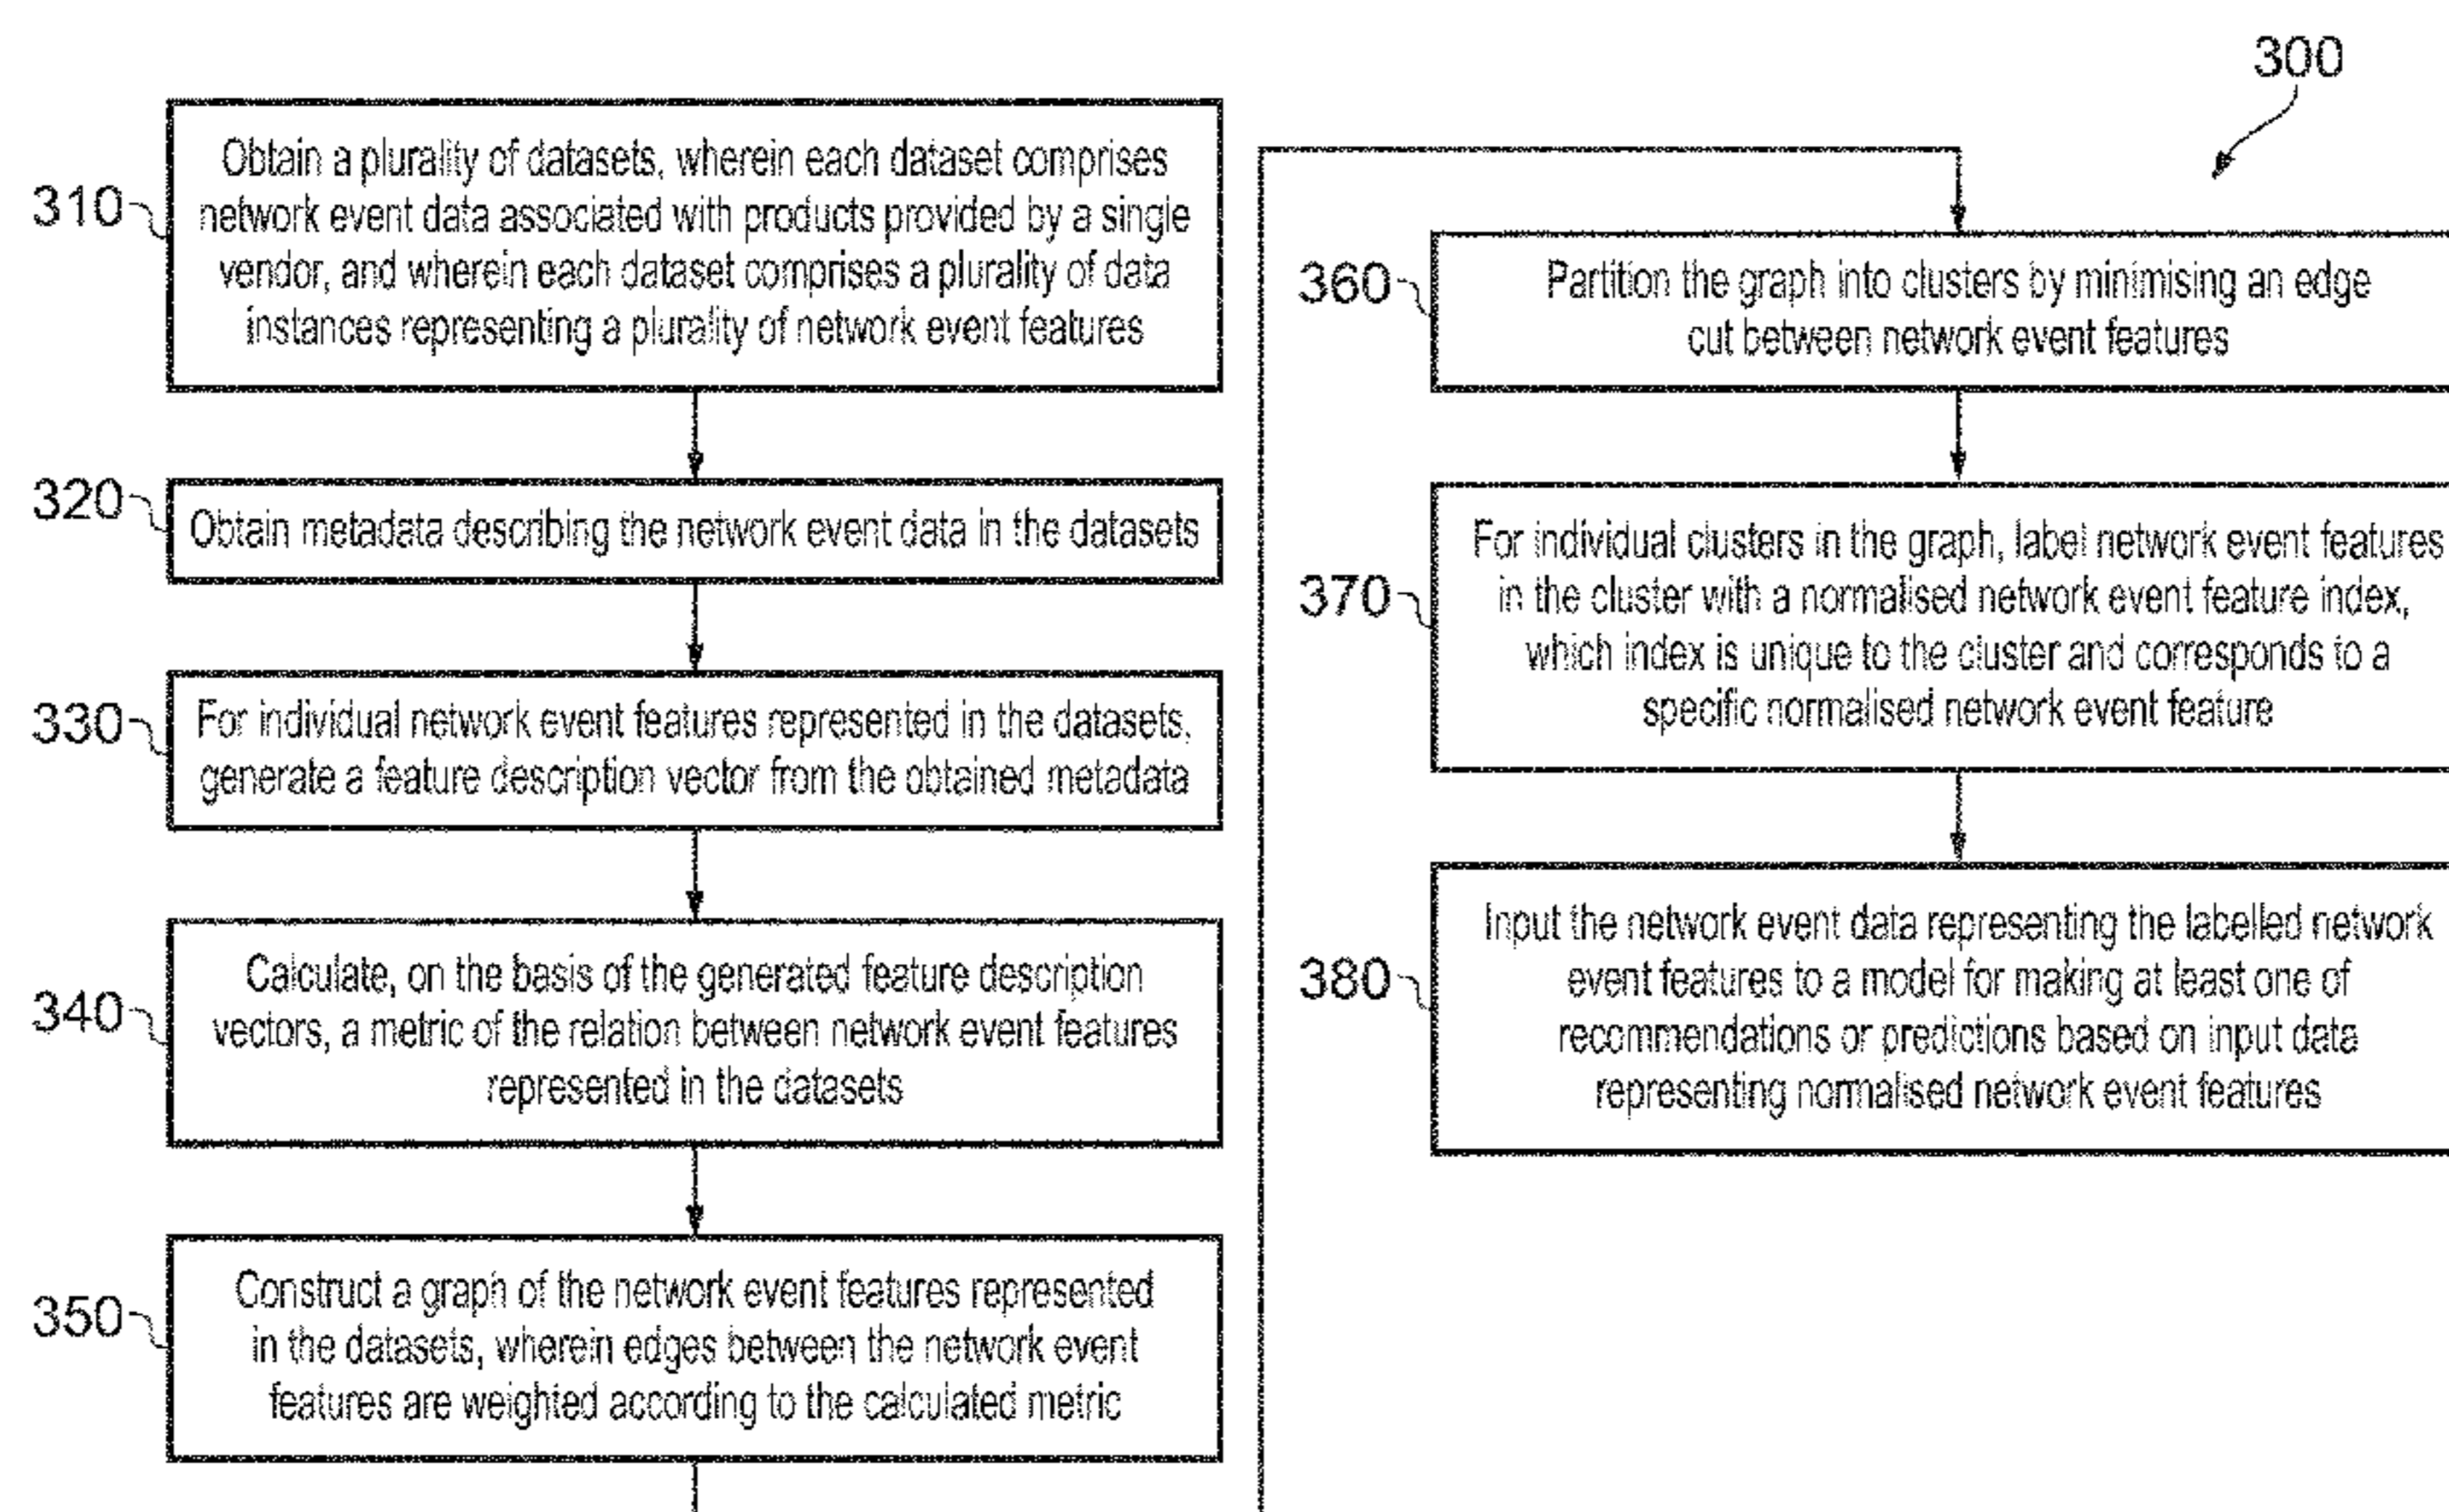 300
310
Obtain a plurality of datasets, wherein each dataset comprises
network event data associated with products provided by a single
vendor, and wherein each dataset comprises a plurality of data
instances representing a plurality of network event features
320
Obtain metadata describing the network event data in the datasets
330
For individual network event features represented in the datasets,
generate a feature description vector from the obtained metadata
340
Calculate, on the basis of the generated feature description
vectors, a metric of the relation between network event features
represented in the datasets
350
Construct a graph of the network event features represented
in the datasets, wherein edges between the network event
features are weighted according to the calculated metric
360
Partition the graph into clusters by minimising an edge
cut between network event features
370
For individual clusters in the graph, label network event features
in the cluster with a normalised network event feature index,
which index is unique to the cluster and corresponds to a
specific normalised network event feature
380
Input the network event data representing the labelled network
event features to a model for making at least one of
recommendations or predictions based on input data
representing normalised network event features